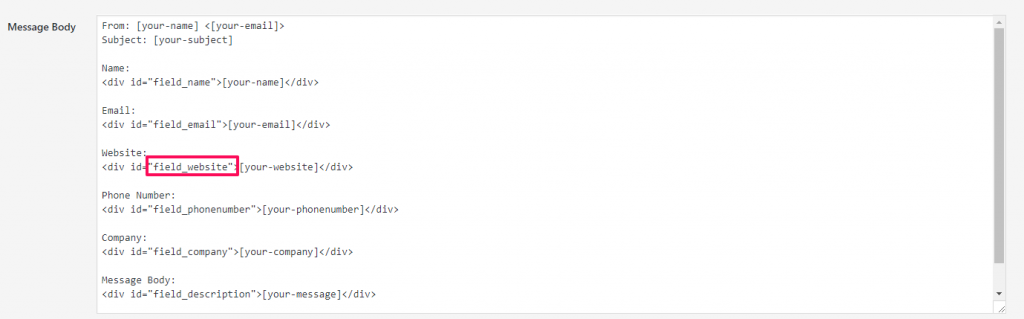 Message Body
From: [your-name] <[your-email]>
Subject: [your-subject]
Name:
<div id="field_name">[your-name]</div>
Email:
<div id="field_email">[your-email]</div>
Website:
<div id="field_website">[your-website]</div>
Phone Number:
<div id="field_phonenumber">[your-phonenumber]</div>
Company:
<div id="field_company">[your-company]</div>
Message Body:
<div id="field_description">[your-message]</div>